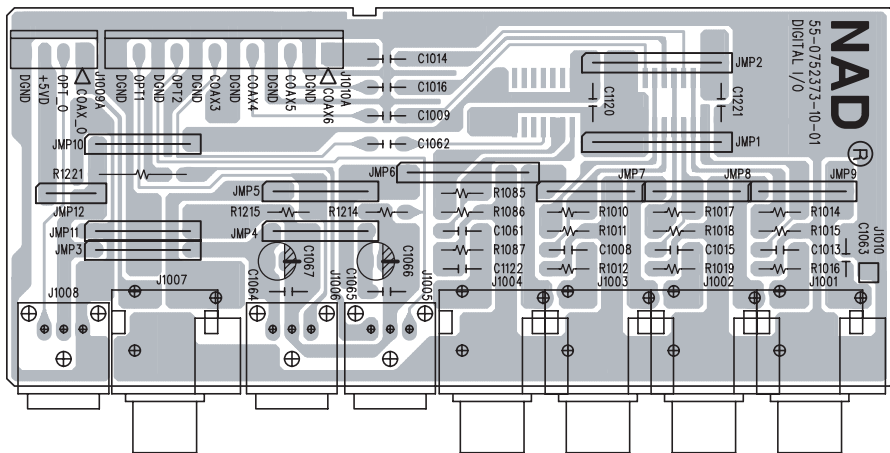 NAD
®
55-0752373-10-01
DIGITAL I/O
J1009A
COAX_O
OPT_O
+5VD
DGND
J1010A
COAX6
DGND
COAX5
DGND
COAX4
DGND
COAX3
DGND
OPT2
DGND
OPT1
DGND
C1014
C1016
C1009
C1062
JMP2
C1120
C1221
JMP1
JMP10
R1221
JMP12
JMP11
JMP3
JMP5
R1215
R1214
JMP4
JMP6
JMP7
JMP8
JMP9
R1085
R1086
C1061
R1087
C1122
R1010
R1011
C1008
R1012
R1017
R1018
C1015
R1019
R1014
R1015
C1013
R1016
C1063
J1010
C1067
C1064
C1066
C1065
J1008
J1007
J1006
J1005
J1004
J1003
J1002
J1001